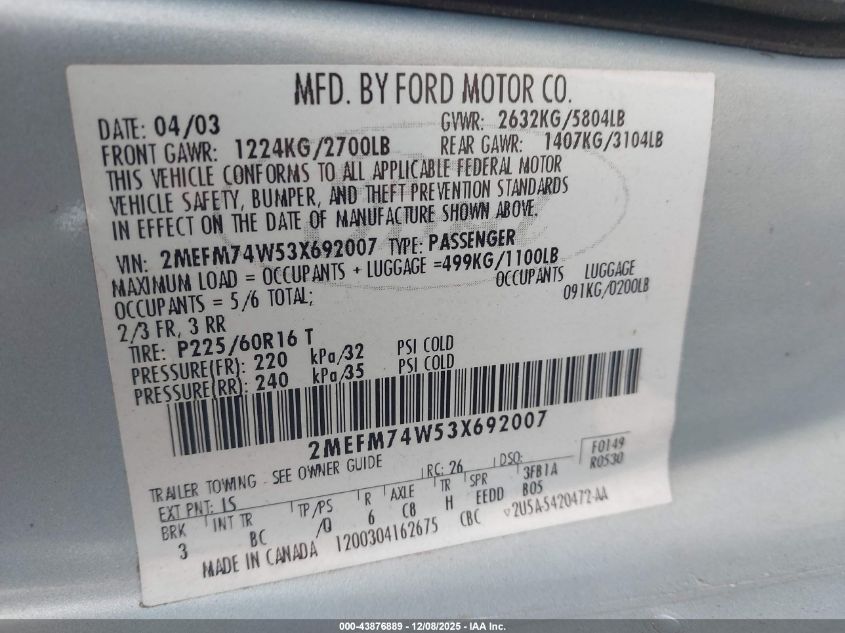 MFD. BY FORD MOTOR CO.
DATE: 04/03 GVWR: 2632KG/5804LB
FRONT GAWR: 1224KG/2700LB REAR GAWR: 1407KG/3104LB
THIS VEHICLE CONFORMS TO ALL APPLICABLE FEDERAL MOTOR
VEHICLE SAFETY, BUMPER, AND THEFT PREVENTION STANDARDS
IN EFFECT ON THE DATE OF MANUFACTURE SHOWN ABOVE.
VIN: 2MEFM74W53X692007 TYPE: PASSENGER
MAXIMUM LOAD = OCCUPANTS + LUGGAGE =499KG/1100LB
OCCUPANTS = 5/6 TOTAL; OCCUPANTS LUGGAGE
2/3 FR, 3 RR 091KG/0200LB
TIRE: P225/60R16 T
PRESSURE(FR): 220 kPa/32 PSI COLD
PRESSURE(RR): 240 kPa/35 PSI COLD
2MEFM74W53X692007
TRAILER TOWING - SEE OWNER GUIDE
F0149
EXT PNT: IS RC: 26 DSO: R0530
BRK INT TR TP/PS R AXLE TR SPR 3FB1A
3 BC /Q 6 C8 H EEDD B05
MADE IN CANADA 1200304162675 CBC ▽2U5A-5420472-AA
000-43876889 - 12/08/2025 - IAA Inc.